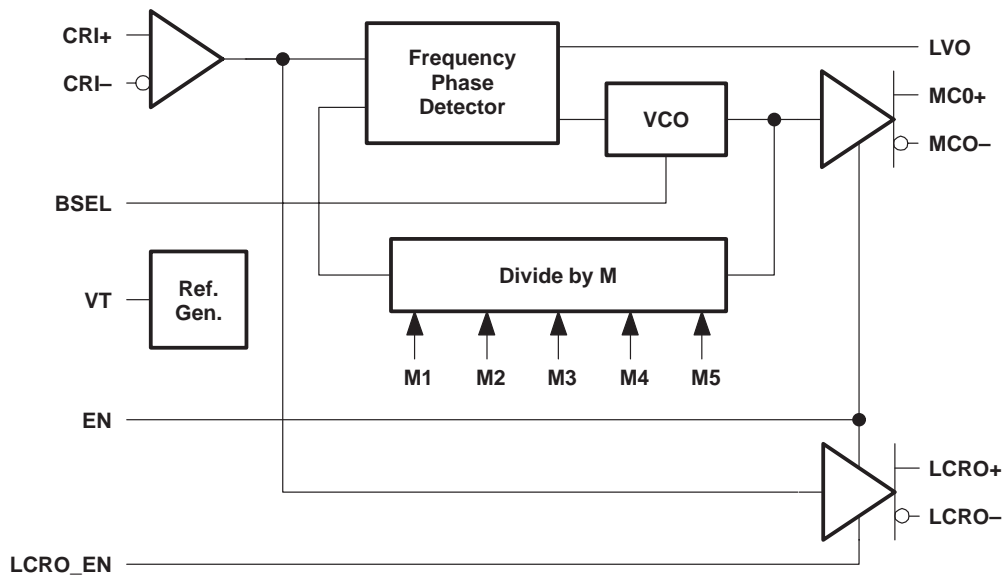 CRI+
CRI–
Frequency
Phase
Detector
LVO
VCO
MC0+
MCO–
BSEL
Divide by M
VT
Ref.
Gen.
M1 M2 M3 M4 M5
EN
LCRO+
LCRO–
LCRO_EN